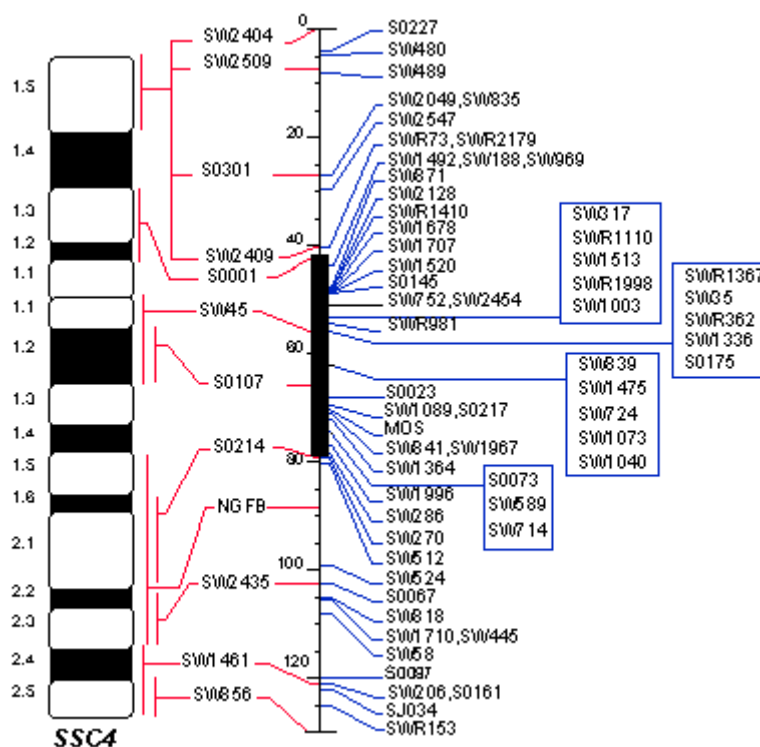 0
SW2404
S0227
SW480
SW2509
SW489
1.5
SW2049,SW835
SW2547
20
SWR73,SWR2179
1.4
SW1492,SW188,SW969
S0301
SW871
SW2128
SWR1410
1.3
SW1678
1.2
40
SW1707
SW2409
SW1520
1.1
S0001
S0145
SW317
SWR1110
SW1513
SWR1998
SW1003
1.1
SW45
SW752,SW2454
SWR981
SWR1367
SW35
SWR362
SW1336
S0175
1.2
60
S0107
SW839
SW1475
SW724
SW1073
SW1040
1.3
S0023
SW1089,S0217
MOS
1.4
S0214
SW841,SW1967
1.5
80
SW1364
S0073
SW589
SW714
1.6
NGFB
SW1996
SW286
2.1
SW270
SW512
100
SW524
2.2
SW2435
S0067
2.3
SW818
SW1710,SW445
2.4
SW1461
120
SW58
2.5
SW856
SW206,S0161
SJ034
SWR153
SSC4